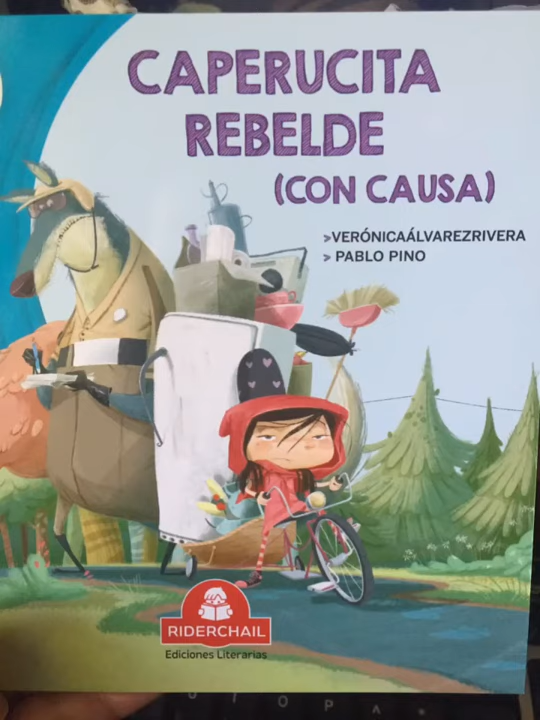 CAPERUCITA
REBELDE
(CON CAUSA)
>VERÓNICAÁLVAREZRIVERA
> PABLO PINO
RIDERCHAIL
Ediciones Literarias
T O P A